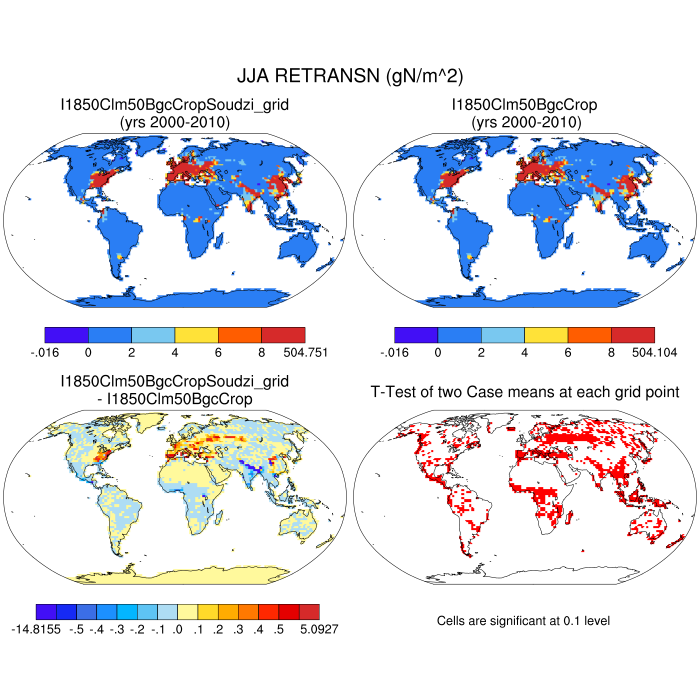 JJA RETRANSN (gN/m^2)
I1850Clm50BgcCropSoudzi_grid
(yrs 2000-2010)
I1850Clm50BgcCrop
(yrs 2000-2010)
-.016 0 2 4 6 8 504.751
-.016 0 2 4 6 8 504.104
I1850Clm50BgcCropSoudzi_grid
- I1850Clm50BgcCrop
T-Test of two Case means at each grid point
-14.8155 -.5 -.4 -.3 -.2 -.1 .0 .1 .2 .3 .4 .5 5.0927
Cells are significant at 0.1 level